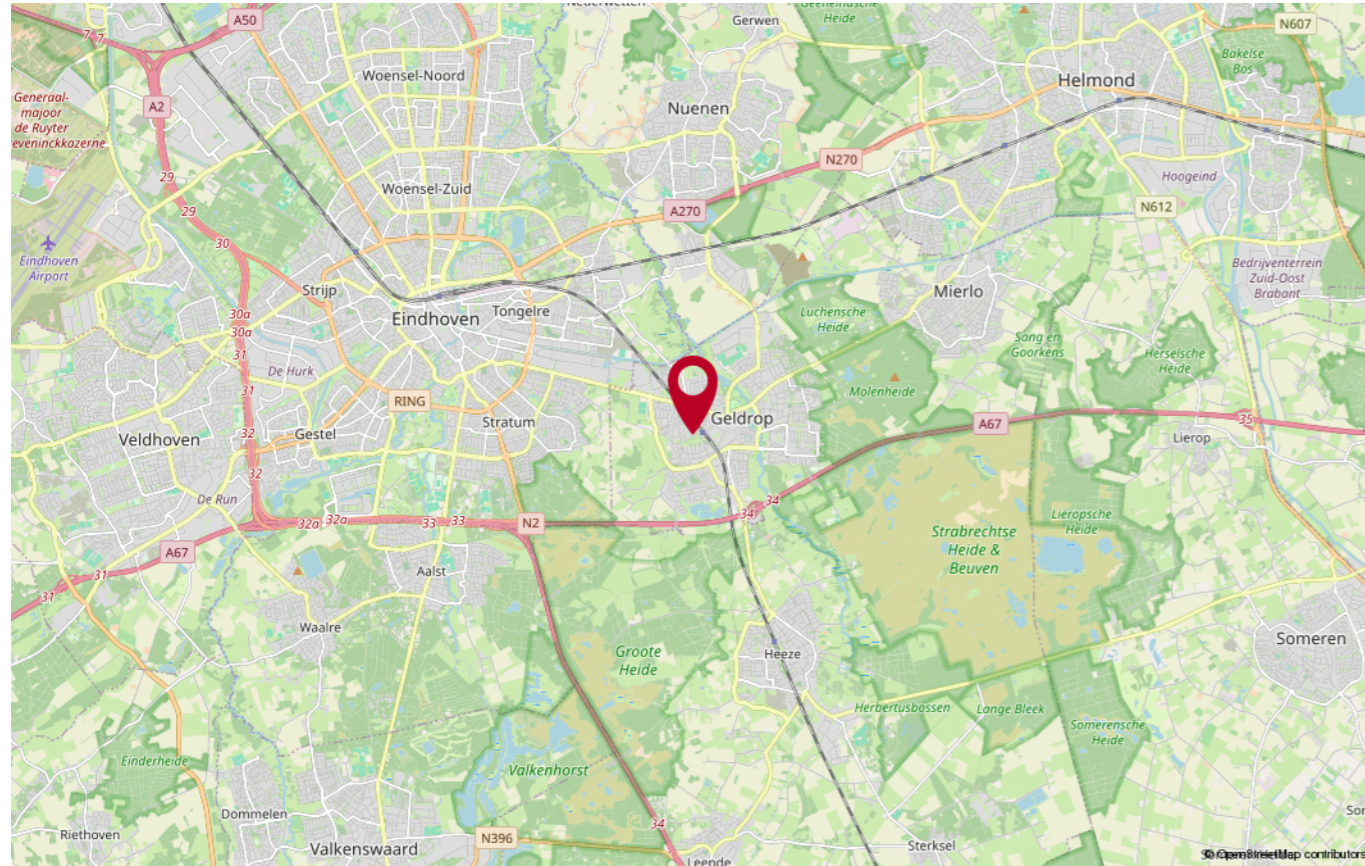 A50
Gerwen
N607
7
7
Woensel-Noord
Bakelse
Bos
A2
Generaal-
majoor
de Ruyter
Nuenen
Helmond
29
N270
Woensel-Zuid
Hoogeind
29
A270
N612
30
Eindhoven
Airport
Bedrijventerrein
Zuid-Oost
Brabant
Strijp
Mierlo
30a
Eindhoven
Tongelre
Luchensche
Heide
30a
31
Sang en
Goorkens
Herselsche
Heide
De Hurk
31
Molenheide
RING
Geldrop
Stratum
A67
35
Veldhoven
32
Gestel
Lierop
32
De Run
34
34
32a
32a
33
33
N2
Lieropsche
Heide
Strabrechtse
Heide &
Beuven
A67
31
Aalst
31
Waalre
Someren
Groote
Heide
Heeze
Herbertusbossen
Lange Bleek
Somerensche
Heide
Einderheide
Valkenhorst
Dommelen
34
Riethoven
N396
Valkenswaard
Sterksel
Leende
OpenStreetMap contributors